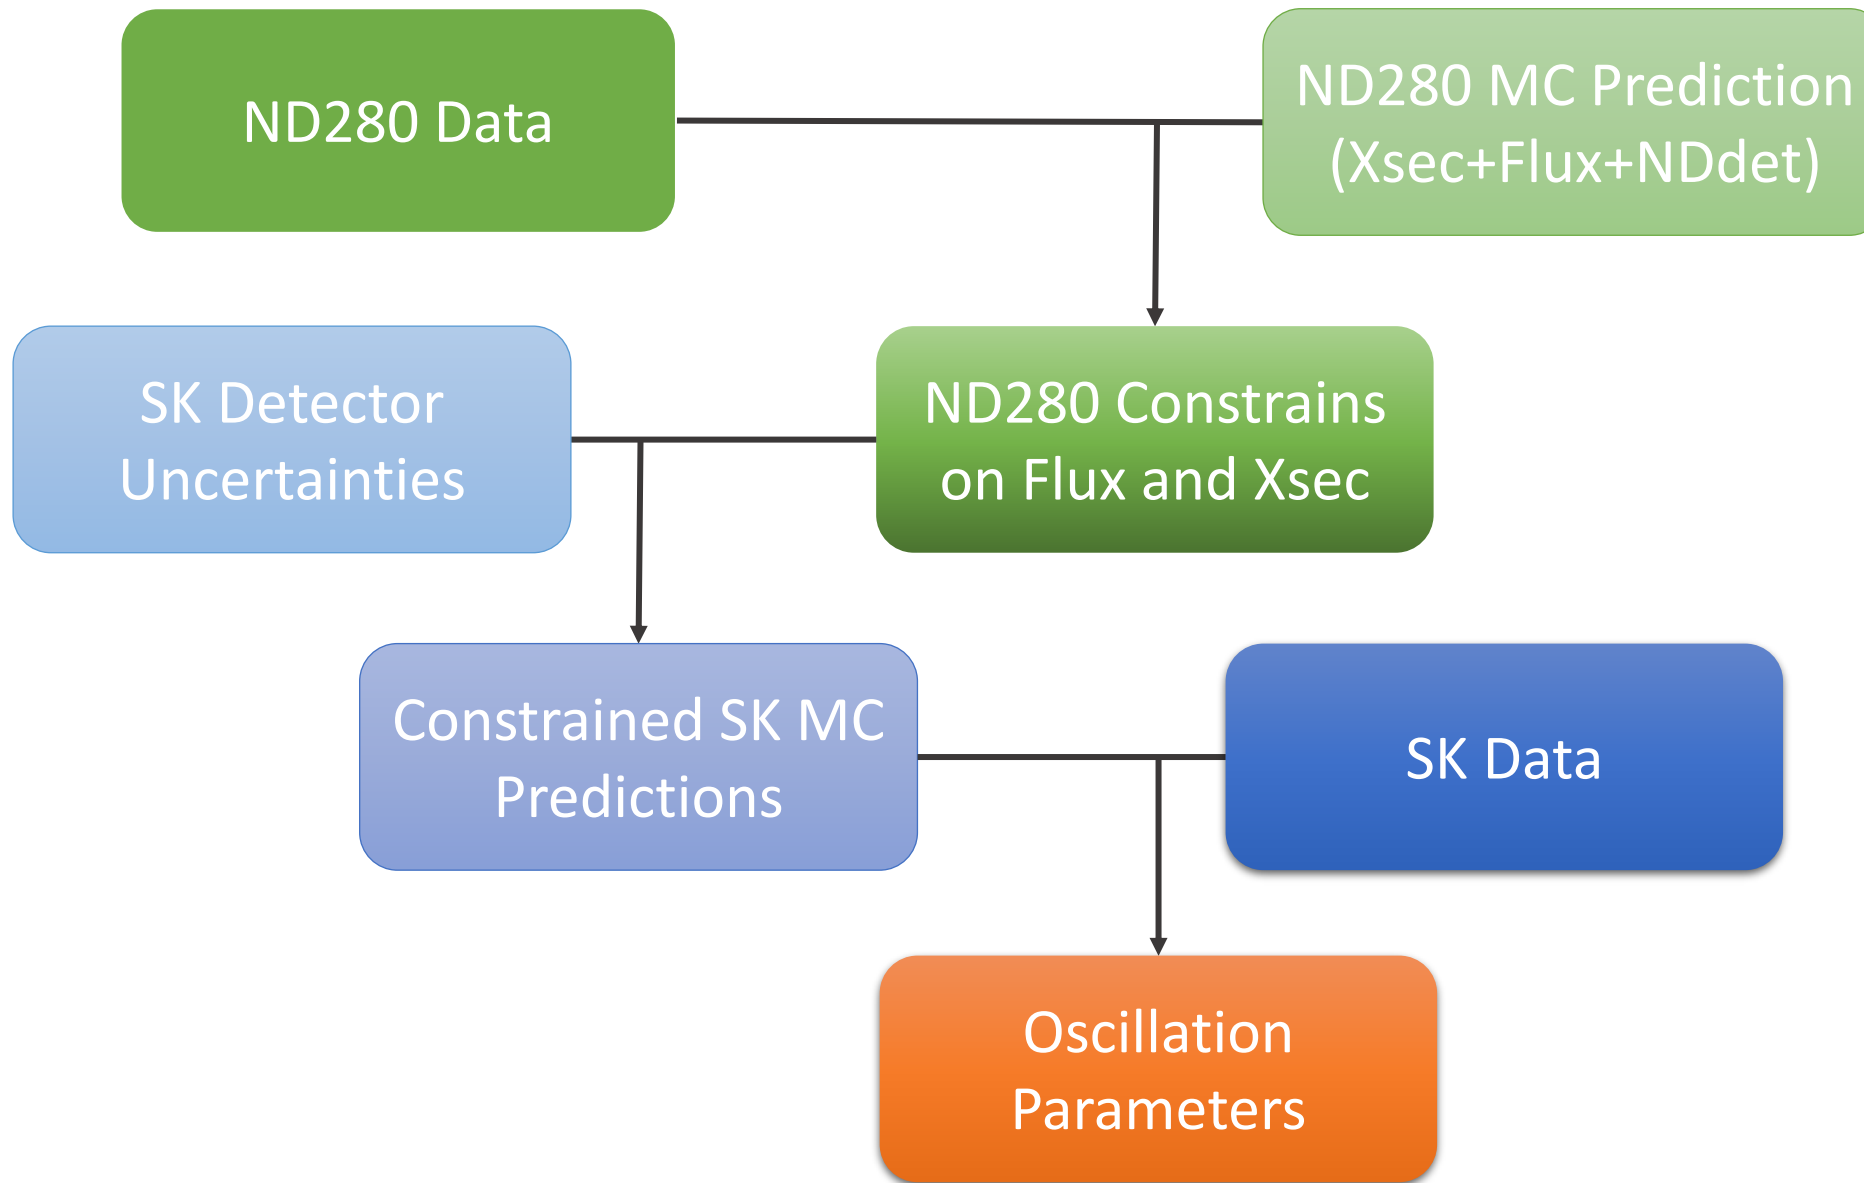 ND280 Data
ND280 MC Prediction
(Xsec+Flux+NDdet)
SK Detector
Uncertainties
ND280 Constrains
on Flux and Xsec
Constrained SK MC
Predictions
SK Data
Oscillation
Parameters